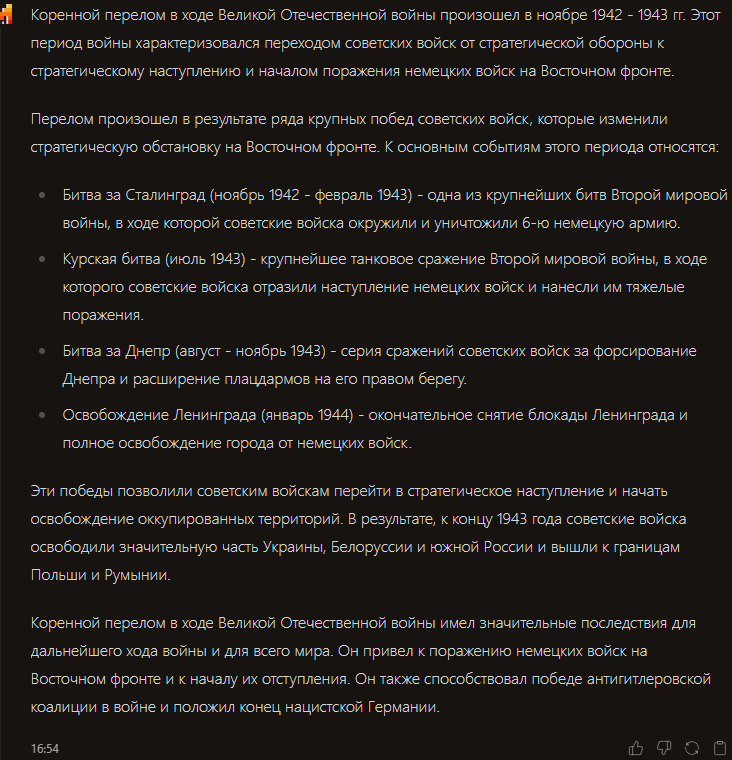 Коренной перелом в ходе Великой Отечественной войны произошел в ноябре 1942 - 1943 гг. Этот
период войны характеризовался переходом советских войск от стратегической обороны к
стратегическому наступлению и началом поражения немецких войск на Восточном фронте.
Перелом произошел в результате ряда крупных побед советских войск, которые изменили
стратегическую обстановку на Восточном фронте. К основным событиям этого периода относятся:
Битва за Сталинград (ноябрь 1942 - февраль 1943) - одна из крупнейших битв Второй мировой
войны, в ходе которой советские войска окружили и уничтожили 6-ю немецкую армию.
Курская битва (июль 1943) - крупнейшее танковое сражение Второй мировой войны, в ходе
которого советские войска отразили наступление немецких войск и нанесли им тяжелые
поражения.
Битва за Днепр (август - ноябрь 1943) - серия сражений советских войск за форсирование
Днепра и расширение плацдармов на его правом берегу.
Освобождение Ленинграда (январь 1944) - окончательное снятие блокады Ленинграда и
полное освобождение города от немецких войск.
Эти победы позволили советским войскам перейти в стратегическое наступление и начать
освобождение оккупированных территорий. В результате, к концу 1943 года советские войска
освободили значительную часть Украины, Белоруссии и южной России и вышли к границам
Польши и Румынии.
Коренной перелом в ходе Великой Отечественной войны имел значительные последствия для
дальнейшего хода войны и для всего мира. Он привел к поражению немецких войск на
Восточном фронте и к началу их отступления. Он также способствовал победе антигитлеровской
коалиции в войне и положил конец нацистской Германии.
16:54